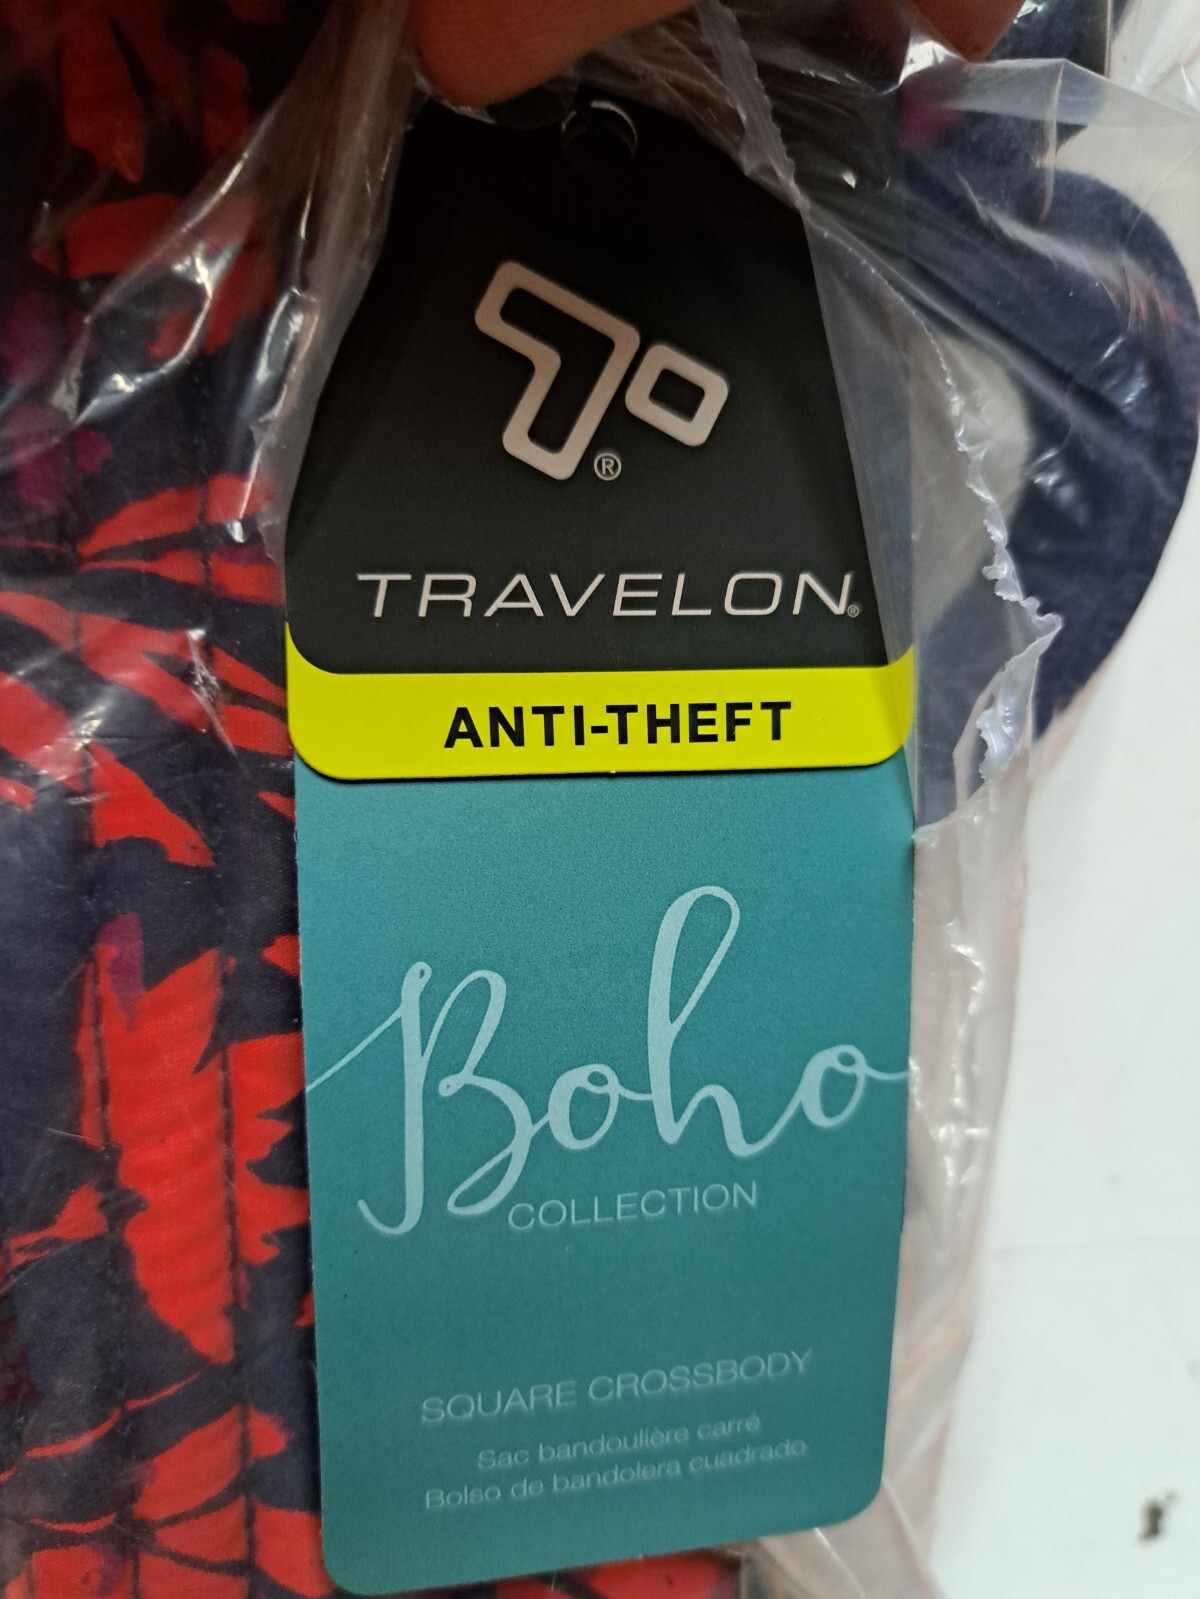 ®
TRAVELON®
ANTI-THEFT
Boho
COLLECTION
SQUARE CROSSBODY
Sac bandoulière carré
Bolso de bandolera cuadrado